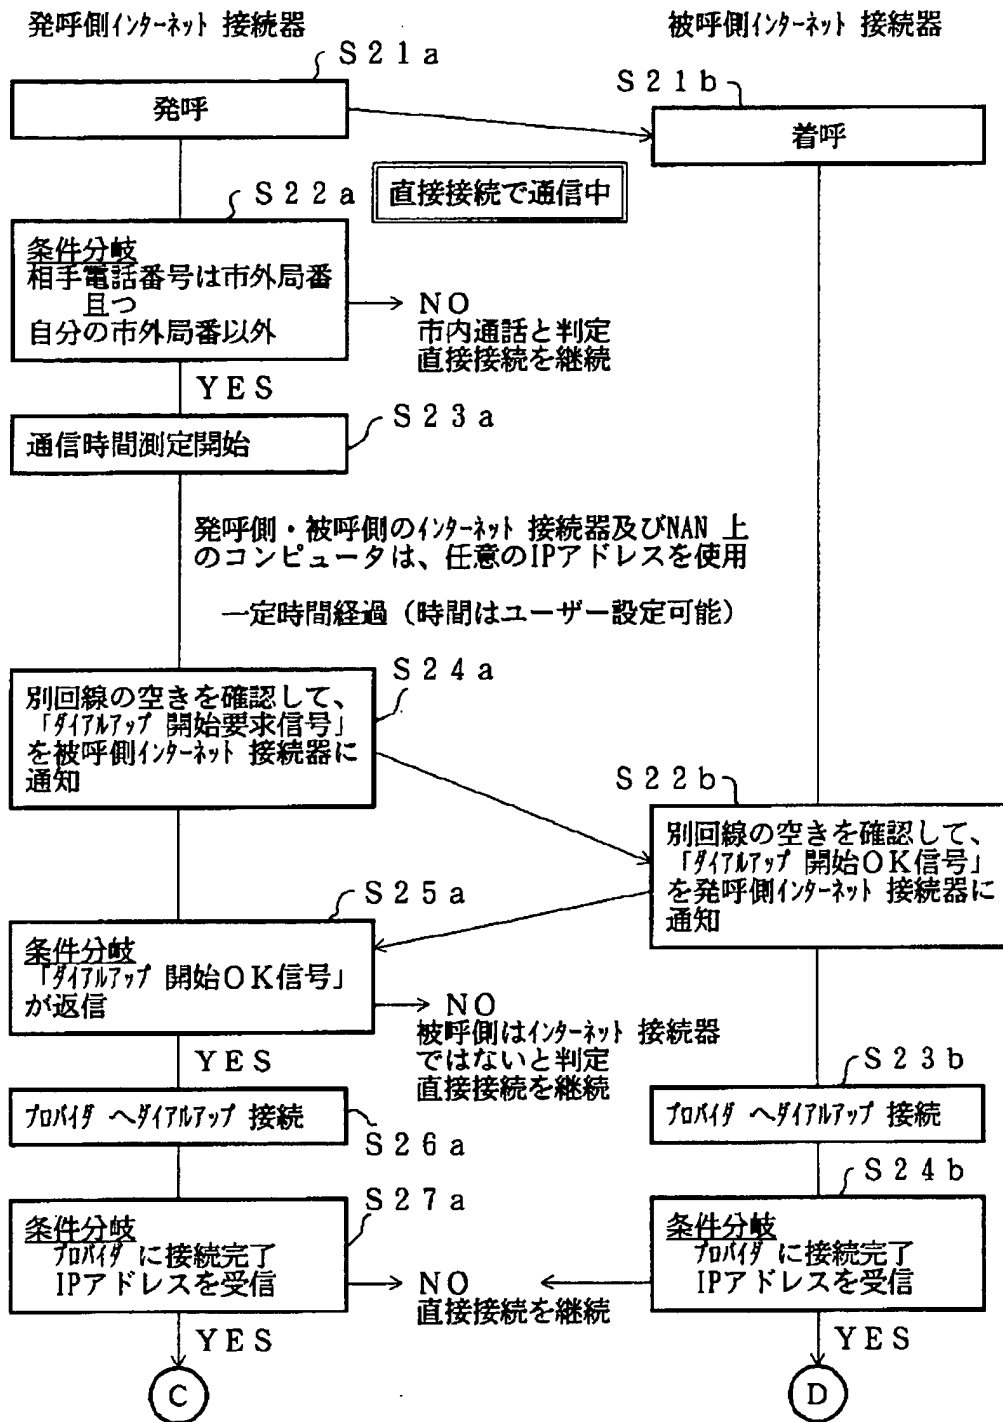 発呼側インターネット 接続器
被呼側インターネット 接続器
S21a
発呼
S21b
着呼
直接接続で通信中
S22a
条件分岐
相手電話番号は市外局番
且つ
自分の市外局番以外
NO
市内通話と判定
直接接続を継続
YES
S23a
通信時間測定開始
発呼側・被呼側のインターネット 接続器及びNAN 上
のコンピュータは、任意のIPアドレスを使用
一定時間経過(時間はユーザー設定可能)
S24a
別回線の空きを確認して、
「ダイアルアップ 開始要求信号」
を被呼側インターネット 接続器に
通知
S22b
別回線の空きを確認して、
「ダイアルアップ 開始OK信号」
を発呼側インターネット 接続器に
通知
S25a
条件分岐
「ダイアルアップ 開始OK信号」
が返信
NO
被呼側はインターネット 接続器
ではないと判定
直接接続を継続
YES
プロバイダ へダイアルアップ 接続
S26a
S23b
プロバイダ へダイアルアップ 接続
S27a
条件分岐
プロバイダ に接続完了
IPアドレスを受信
NO
直接接続を継続
S24b
条件分岐
プロバイダ に接続完了
IPアドレスを受信
YES
YES
C
D